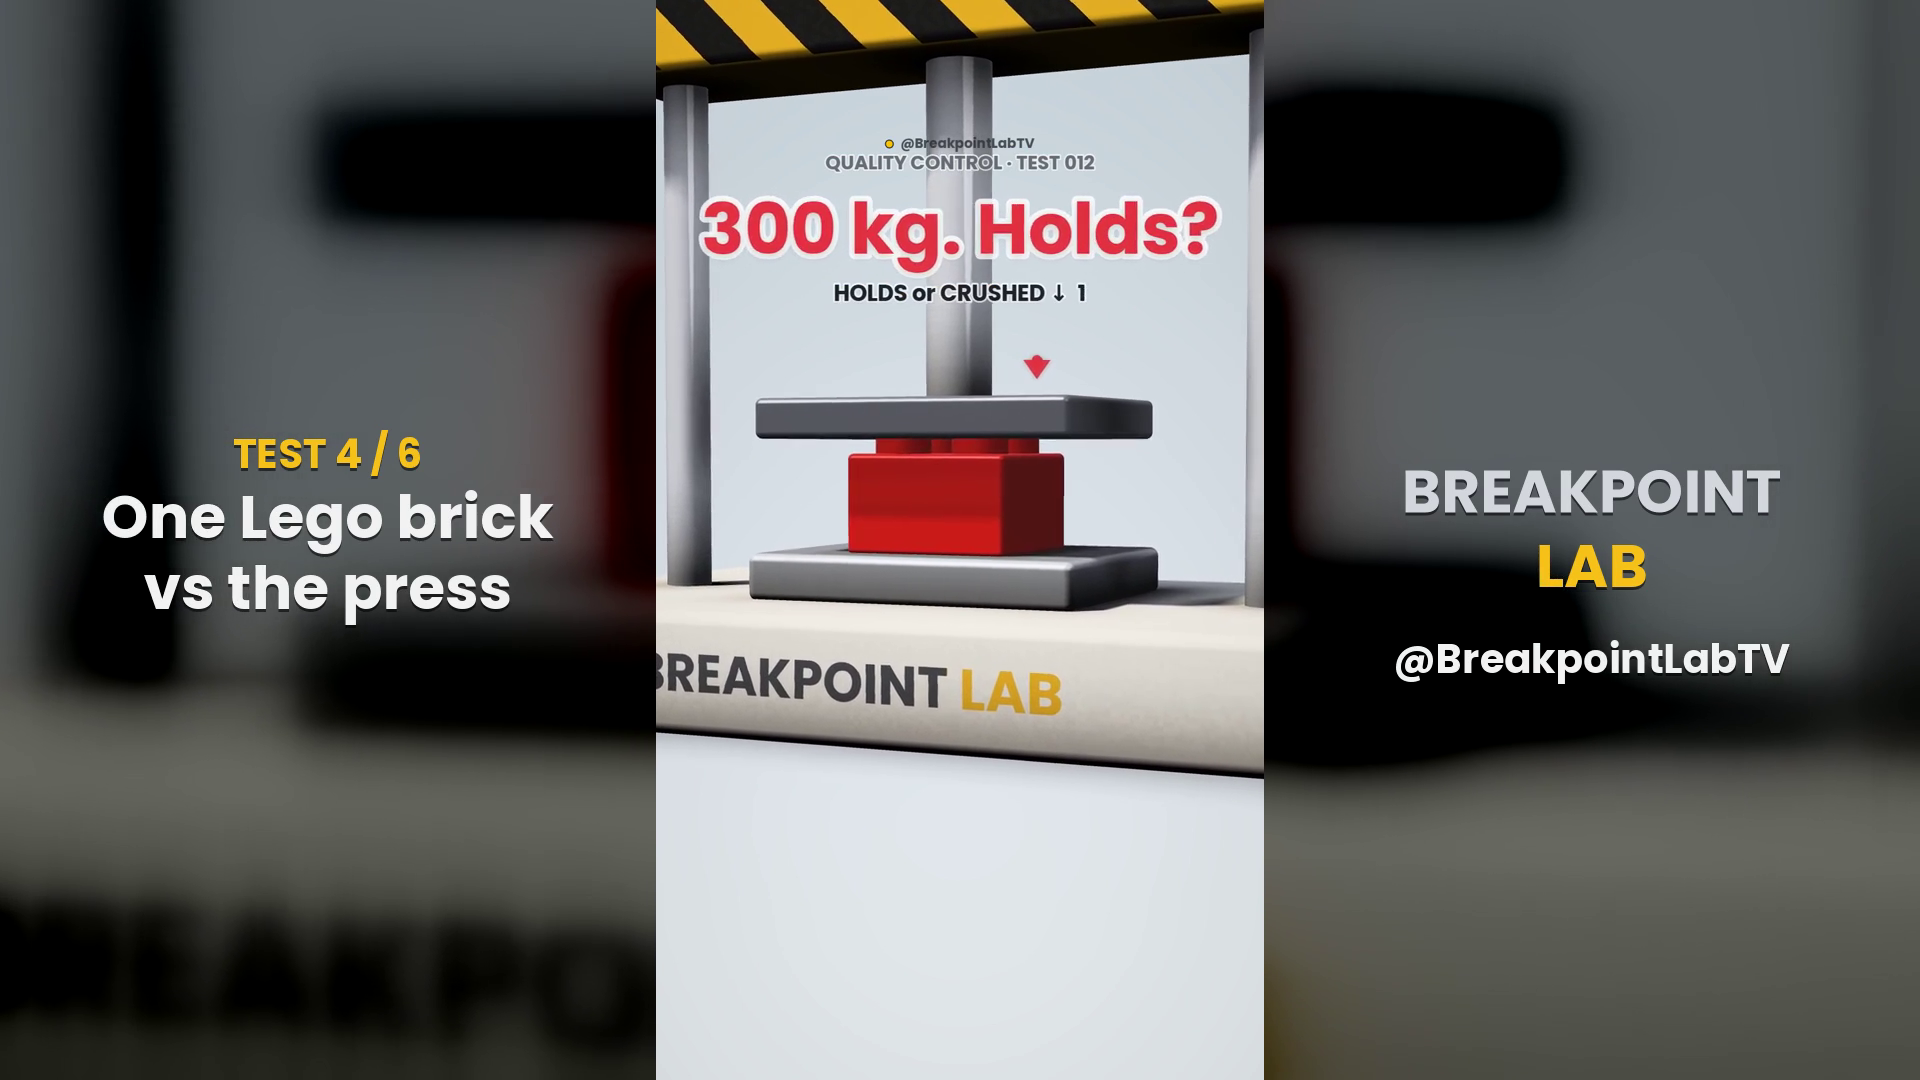 TEST 4 / 6
One Lego brick
vs the press
@BreakpointLabTV
QUALITY CONTROL · TEST 012
300 kg. Holds?
HOLDS or CRUSHED ↓ 1
BREAKPOINT LAB
BREAKPOINT
LAB
@BreakpointLabTV